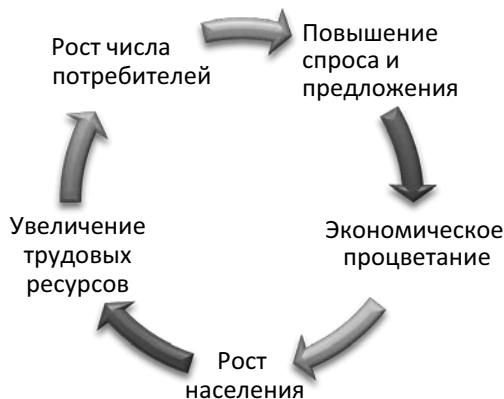 Рост числа
потребителей
Повышение
спроса и
предложения
Экономическое
процветание
Рост
населения
Увеличение
трудовых
ресурсов